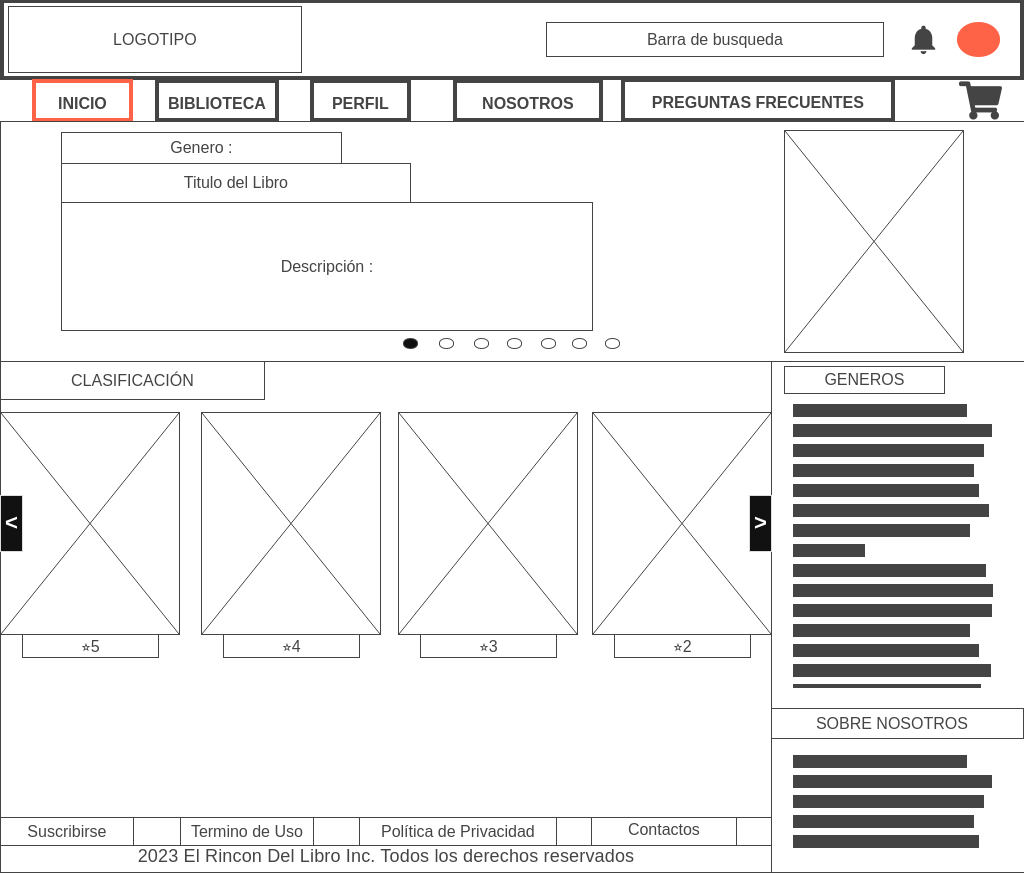 LOGOTIPO
Barra de busqueda
INICIO
BIBLIOTECA
PERFIL
NOSOTROS
PREGUNTAS FRECUENTES
Genero :
Titulo del Libro
Descripción :
CLASIFICACIÓN
<
>
⭐5
⭐4
⭐3
⭐2
GENEROS
SOBRE NOSOTROS
Suscribirse
Termino de Uso
Política de Privacidad
Contactos
2023 El Rincon Del Libro Inc. Todos los derechos reservados